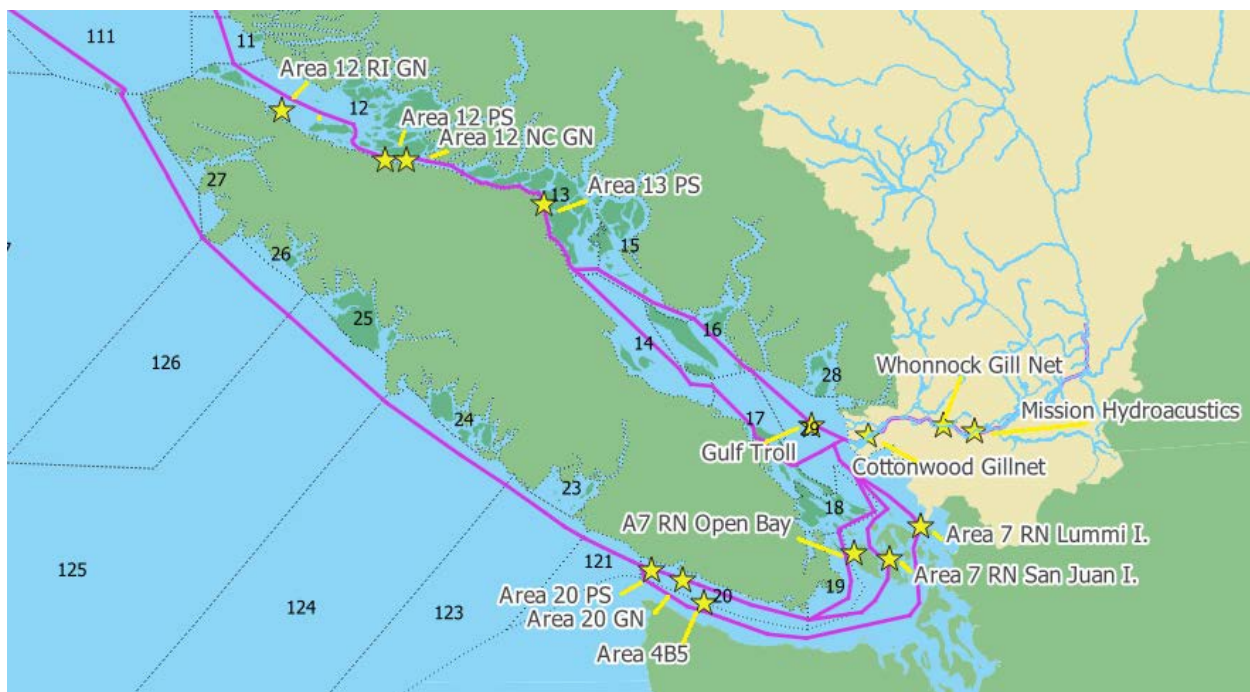 111
11
Area 12 RI GN
12
Area 12 PS
Area 12 NC GN
27
13
Area 13 PS
26
15
7
25
16
14
126
28
Whonnock Gill Net
Mission Hydroacustics
24
17
29
Gulf Troll
Cottonwood Gillnet
23
18
A7 RN Open Bay
Area 7 RN Lummi I.
121
125
Area 7 RN San Juan I.
19
Area 20 PS
20
124
Area 20 GN
123
Area 4B5